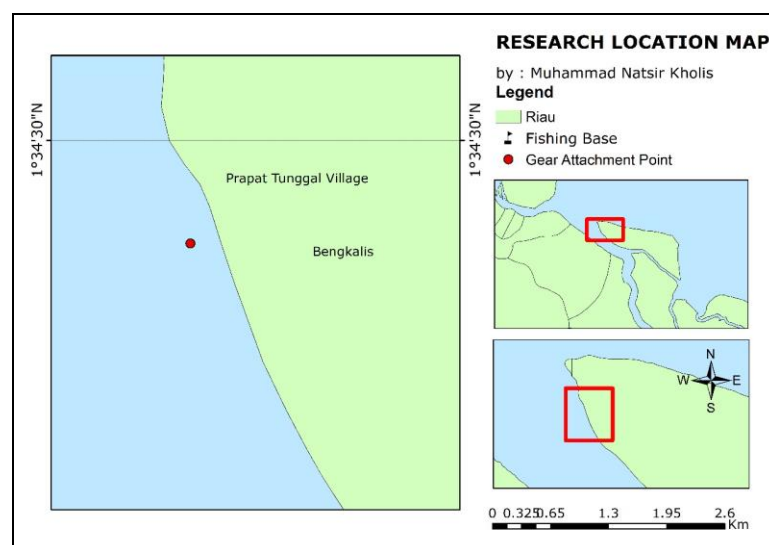 RESEARCH LOCATION MAP
by : Muhammad Natsir Kholis
Legend
Riau
Fishing Base
Gear Attachment Point
1°34'30"N
1°34'30"N
Prapat Tunggal Village
Bengkalis
N
W E
S
0 0.325 0.65 1.3 1.95 2.6
Km